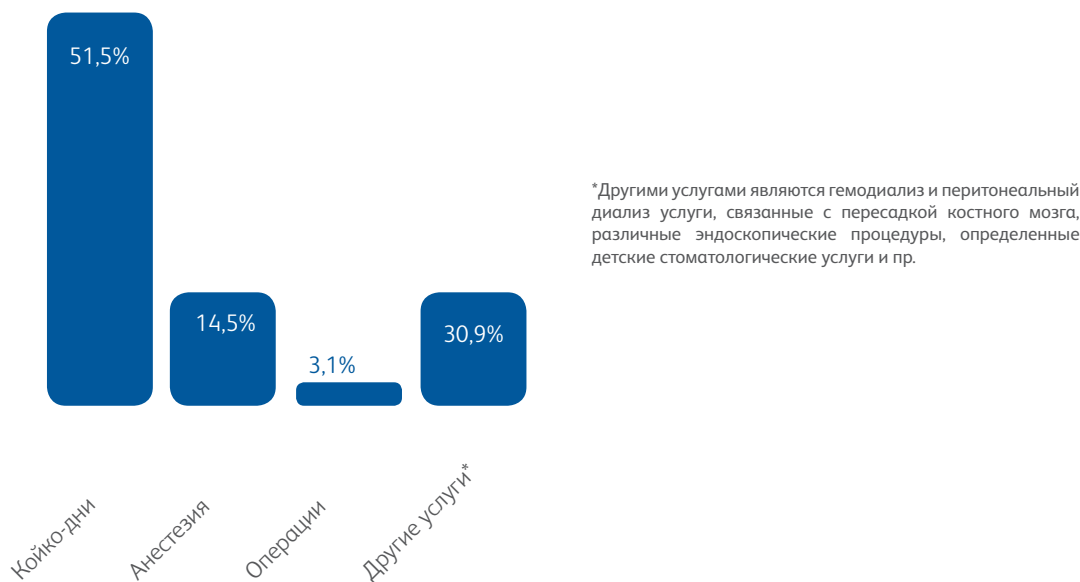 51,5%
14,5%
3,1%
30,9%
Койко-дни
Анестезия
Операции
Другие услуги*
*Другими услугами являются гемодиализ и перитонеальный
диализ услуги, связанные с пересадкой костного мозга,
различные эндоскопические процедуры, определенные
детские стоматологические услуги и пр.